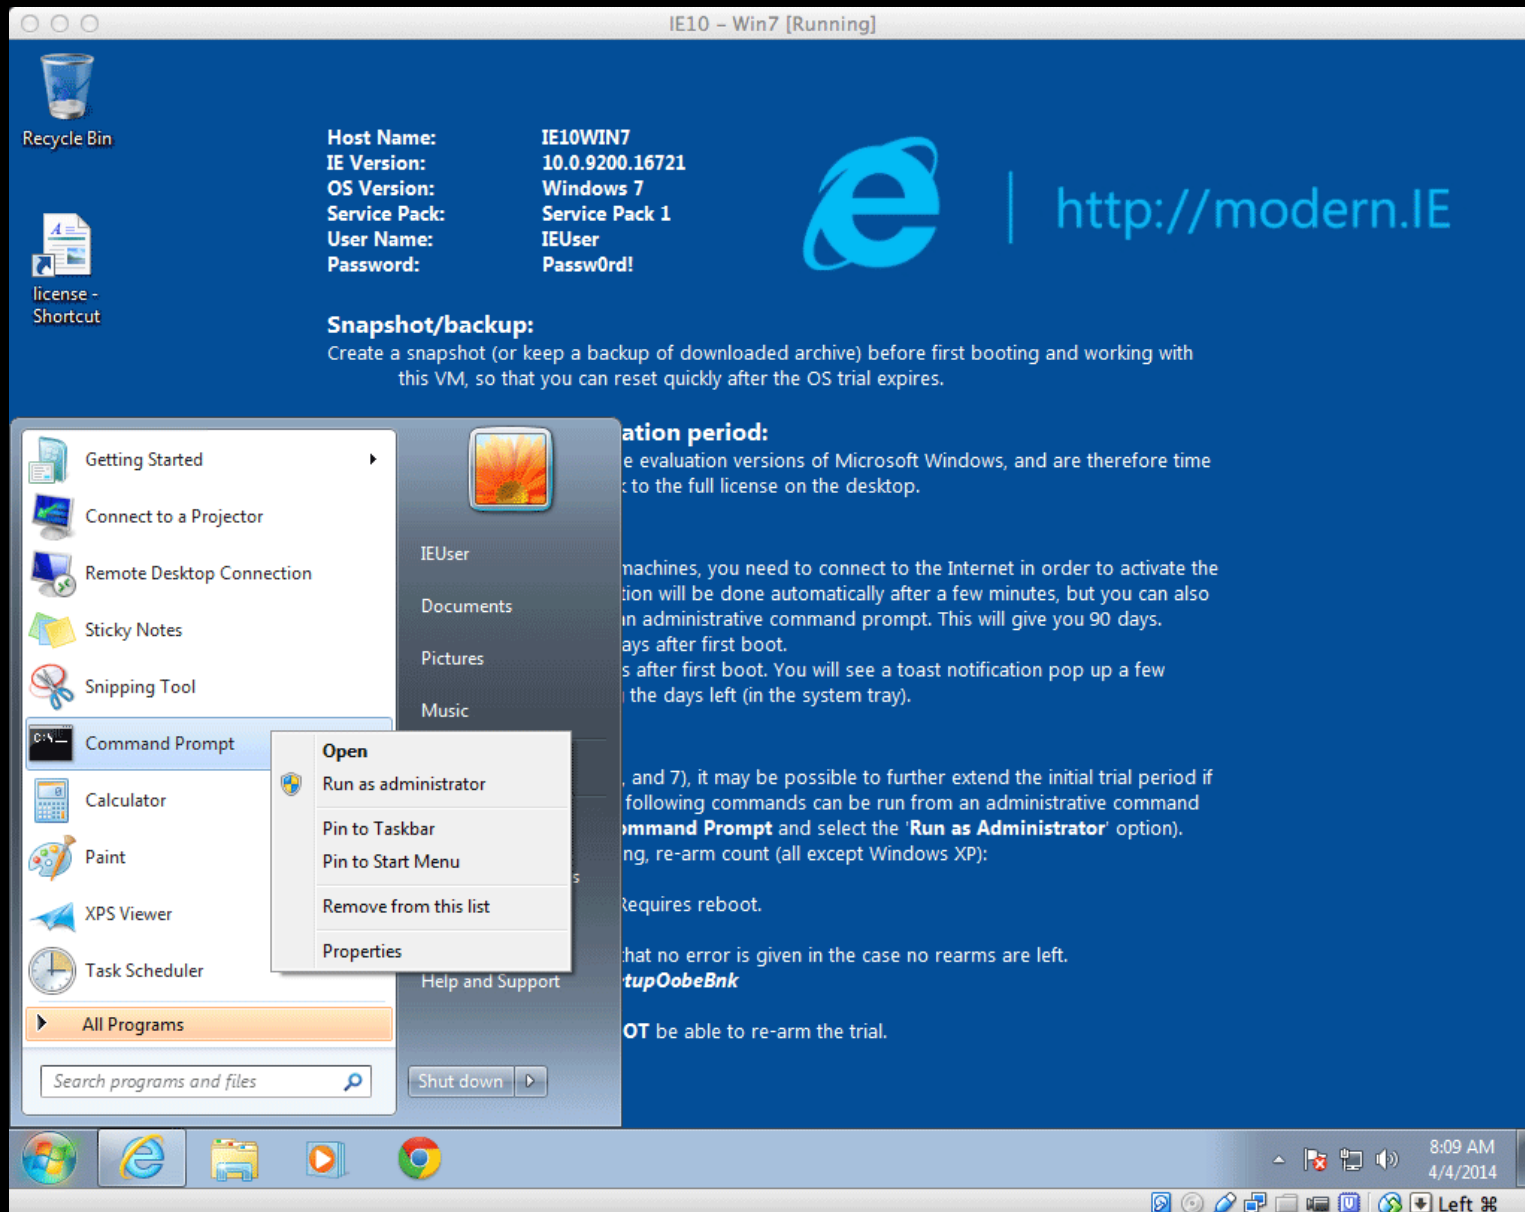 IE10 – Win7 [Running]
Recycle Bin
license -
Shortcut
Host Name: IE10WIN7
IE Version: 10.0.9200.16721
OS Version: Windows 7
Service Pack: Service Pack 1
User Name: IEUser
Password: Passw0rd!
http://modern.IE
Snapshot/backup:
Create a snapshot (or keep a backup of downloaded archive) before first booting and working with
this VM, so that you can reset quickly after the OS trial expires.
ation period:
e evaluation versions of Microsoft Windows, and are therefore time
to the full license on the desktop.
machines, you need to connect to the Internet in order to activate the
tion will be done automatically after a few minutes, but you can also
an administrative command prompt. This will give you 90 days.
ays after first boot.
s after first boot. You will see a toast notification pop up a few
the days left (in the system tray).
, and 7), it may be possible to further extend the initial trial period if
following commands can be run from an administrative command
ommand Prompt and select the 'Run as Administrator' option).
ng, re-arm count (all except Windows XP):
Requires reboot.
that no error is given in the case no rearms are left.
tupOobeBnk
OT be able to re-arm the trial.
Getting Started
Connect to a Projector
Remote Desktop Connection
Sticky Notes
Snipping Tool
Command Prompt
Calculator
Paint
XPS Viewer
Task Scheduler
All Programs
Search programs and files
IEUser
Documents
Pictures
Music
s
Help and Support
Shut down
Open
Run as administrator
Pin to Taskbar
Pin to Start Menu
Remove from this list
Properties
8:09 AM
4/4/2014
Left ⌘